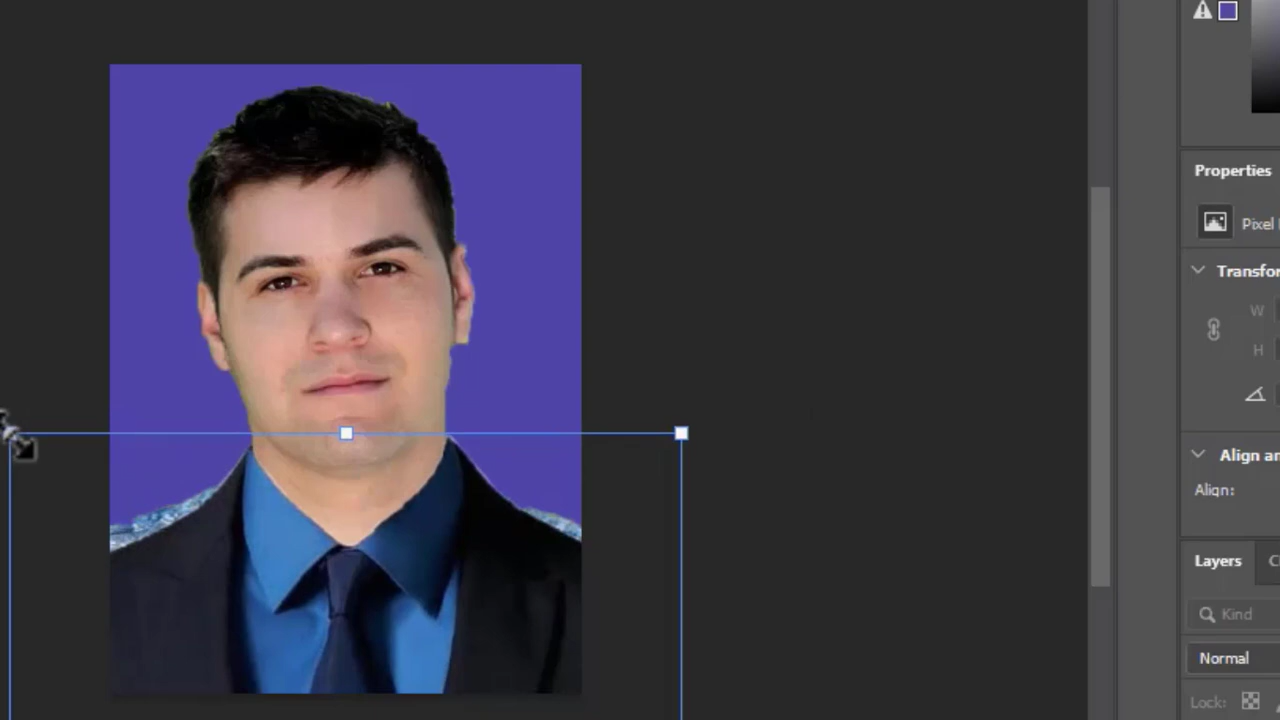 Properties
Pixel
Transfor
W
H
Align an
Align:
Layers
C
Kind
Normal
Lock: